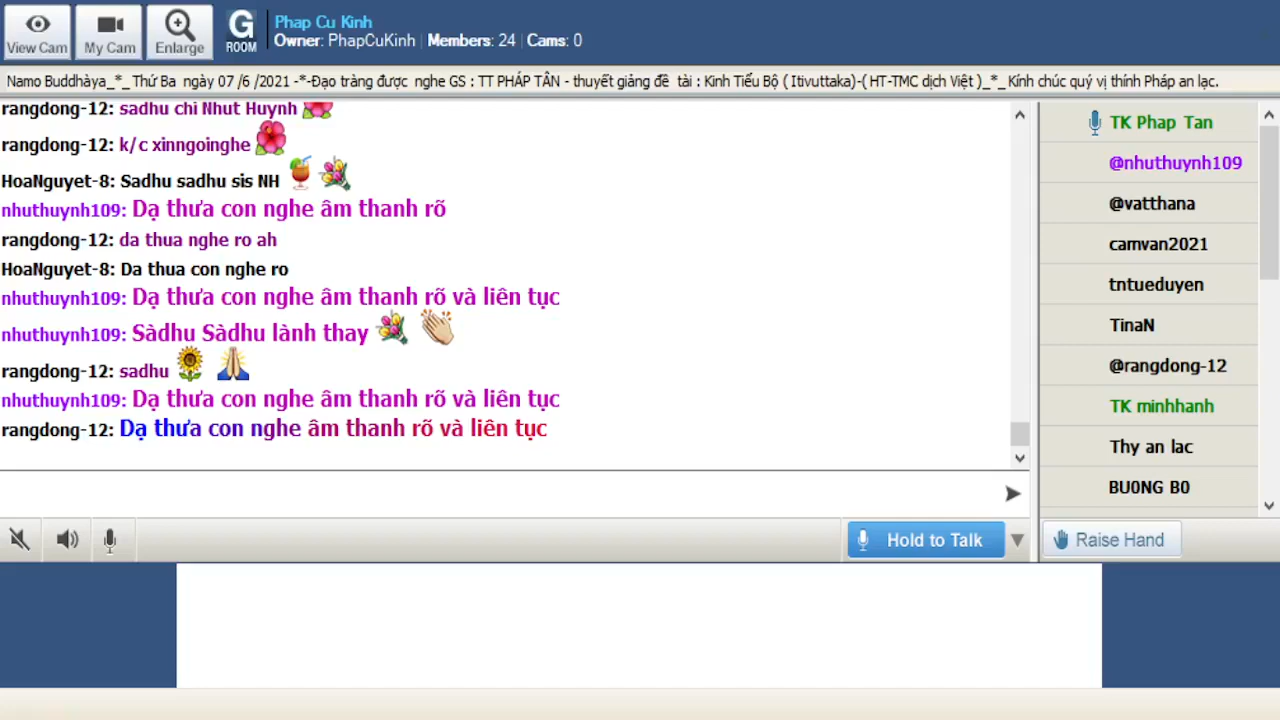 View Cam
My Cam
Enlarge
G
ROOM
Phap Cu Kinh
Owner: PhapCuKinh | Members: 24 | Cams: 0
Namo Buddhàya_*_Thứ Ba ngày 07 /6 /2021 -*-Đạo tràng được nghe GS : TT PHÁP TÂN - thuyết giảng đề tài : Kinh Tiểu Bộ ( Itivuttaka)-( HT-TMC dịch Việt )_*_Kính chúc quý vị thính Pháp an lạc.
rangdong-12: sadhu chi Nhut Huynh
rangdong-12: k/c xinngoinghe
HoaNguyet-8: Sadhu sadhu sis NH
nhuthuynh109: Dạ thưa con nghe âm thanh rõ
rangdong-12: da thua nghe ro ah
HoaNguyet-8: Da thua con nghe ro
nhuthuynh109: Dạ thưa con nghe âm thanh rõ và liên tục
nhuthuynh109: Sàdhu Sàdhu lành thay
rangdong-12: sadhu
nhuthuynh109: Dạ thưa con nghe âm thanh rõ và liên tục
rangdong-12: Dạ thưa con nghe âm thanh rõ và liên tục
TK Phap Tan
@nhuthuynh109
@vatthana
camvan2021
tntueduyen
TinaN
@rangdong-12
TK minhhanh
Thy an lac
BU0NG B0
Hold to Talk
Raise Hand